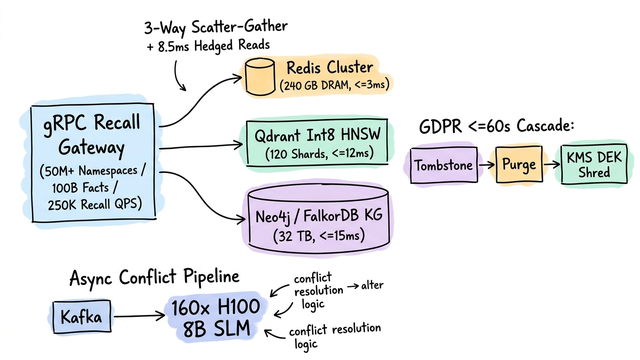 3-Way Scatter-Gather
+ 8.5ms Hedged Reads
gRPC Recall
Gateway
(50M+ Namespaces /
100B Facts /
250K Recall QPS)
Redis Cluster
(240 GB DRAM, <=3ms)
Qdrant Int8 HNSW
(120 Shards, <=12ms)
Neo4j / FalkorDB KG
(32 TB, <=15ms)
GDPR <=60s Cascade:
Tombstone
Purge
KMS DEK
Shred
Async Conflict Pipeline
Kafka
160x H100
8B SLM
conflict
resolution
logic
alter
conflict resolution
logic